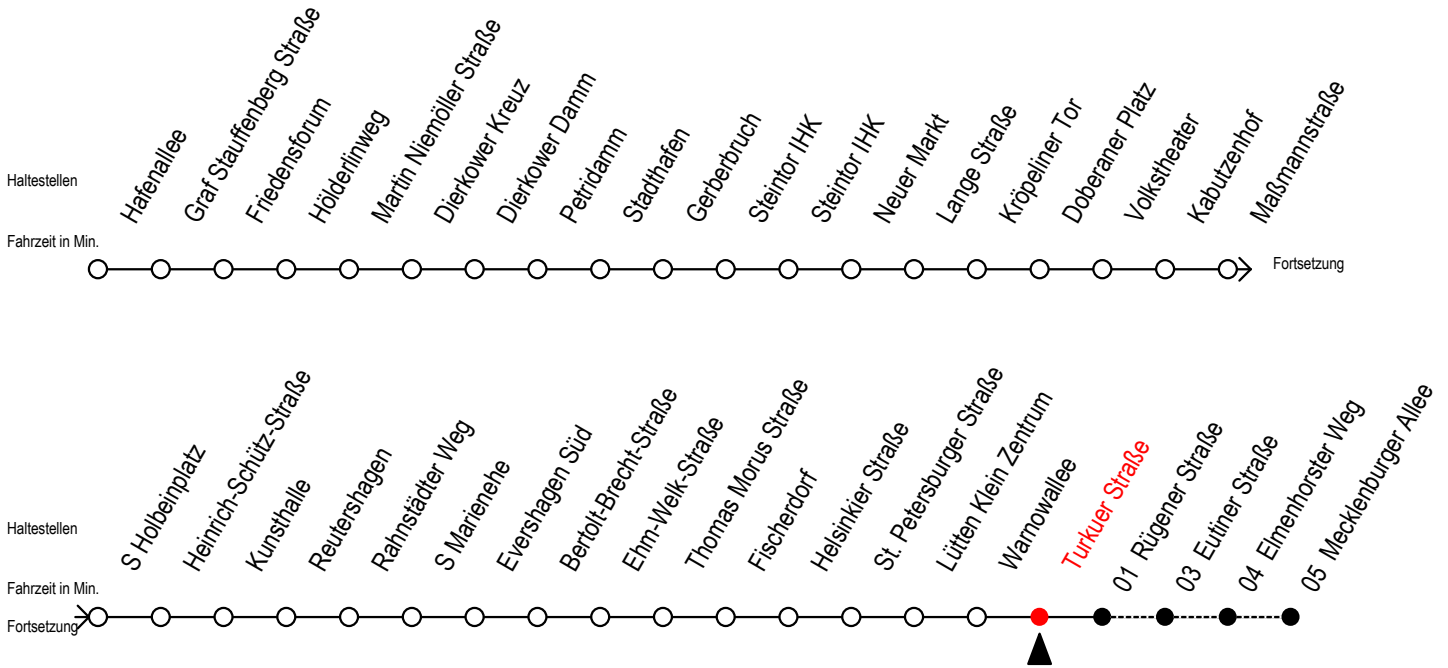 Haltestellen
Hafenallee
Graf Stauffenberg Straße
Friedensforum
Hölderlinweg
Martin Niemöller Straße
Dierkower Kreuz
Dierkower Damm
Petridamm
Stadthafen
Gerberbruch
Steintor IHK
Steintor IHK
Neuer Markt
Lange Straße
Kröpeliner Tor
Doberaner Platz
Volkstheater
Kabutzenhof
Maßmannstraße
Fahrzeit in Min.
Fortsetzung
Haltestellen
S Holbeinplatz
Heinrich-Schütz-Straße
Kunsthalle
Reutershagen
Rahnstädter Weg
S Marienehe
Evershagen Süd
Bertolt-Brecht-Straße
Ehm-Welk-Straße
Thomas Morus Straße
Fischerdorf
Helsinkier Straße
St. Petersburger Straße
Lütten Klein Zentrum
Warnowallee
Turkuer Straße
01 Rügener Straße
03 Eutiner Straße
04 Elmenhorster Weg
05 Mecklenburger Allee
Fahrzeit in Min.
Fortsetzung